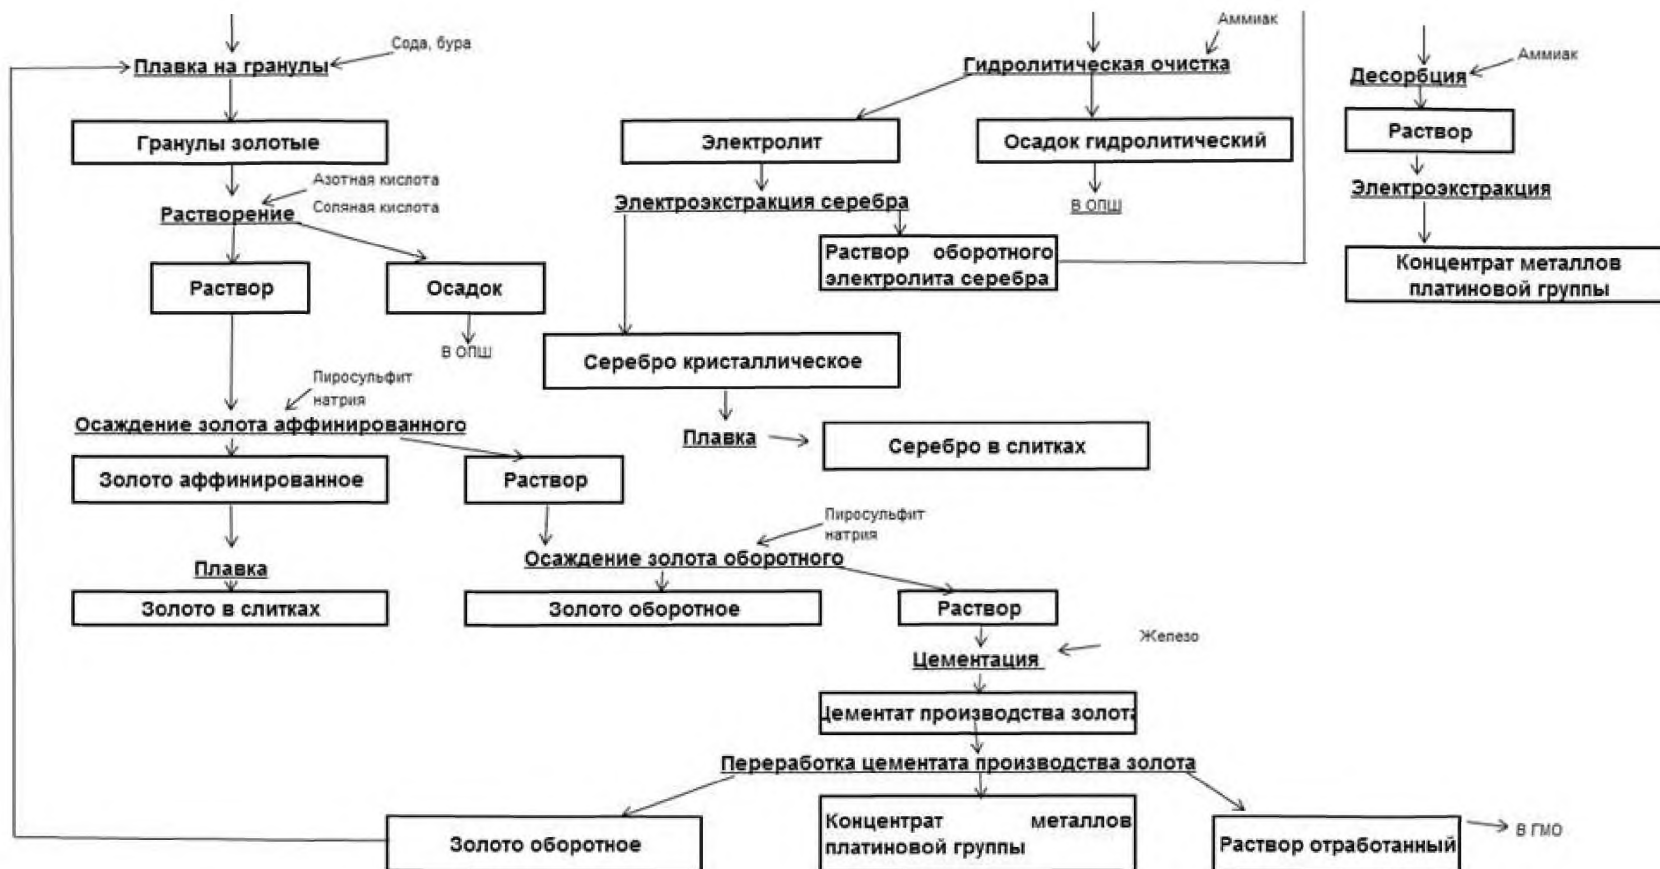 Сода, бура
Плавка на гранулы
Гранулы золотые
Азотная кислота
Соляная кислота
Растворение
Раствор
Осадок
В ОПШ
Пиросульфит
натрия
Осаждение золота аффинированного
Золото аффинированное
Раствор
Плавка
Золото в слитках
Аммиак
Гидролитическая очистка
Электролит
Осадок гидролитический
В ОПШ
Электроэкстракция серебра
Раствор оборотного
электролита серебра
Серебро кристаллическое
Плавка
Серебро в слитках
Аммиак
Десорбция
Раствор
Электроэкстракция
Концентрат металлов
платиновой группы
Пиросульфит
натрия
Осаждение золота оборотного
Золото оборотное
Раствор
Железо
Цементация
Цементат производства золота
Переработка цементата производства золота
Золото оборотное
Концентрат металлов
платиновой группы
Раствор отработанный
В ГМО